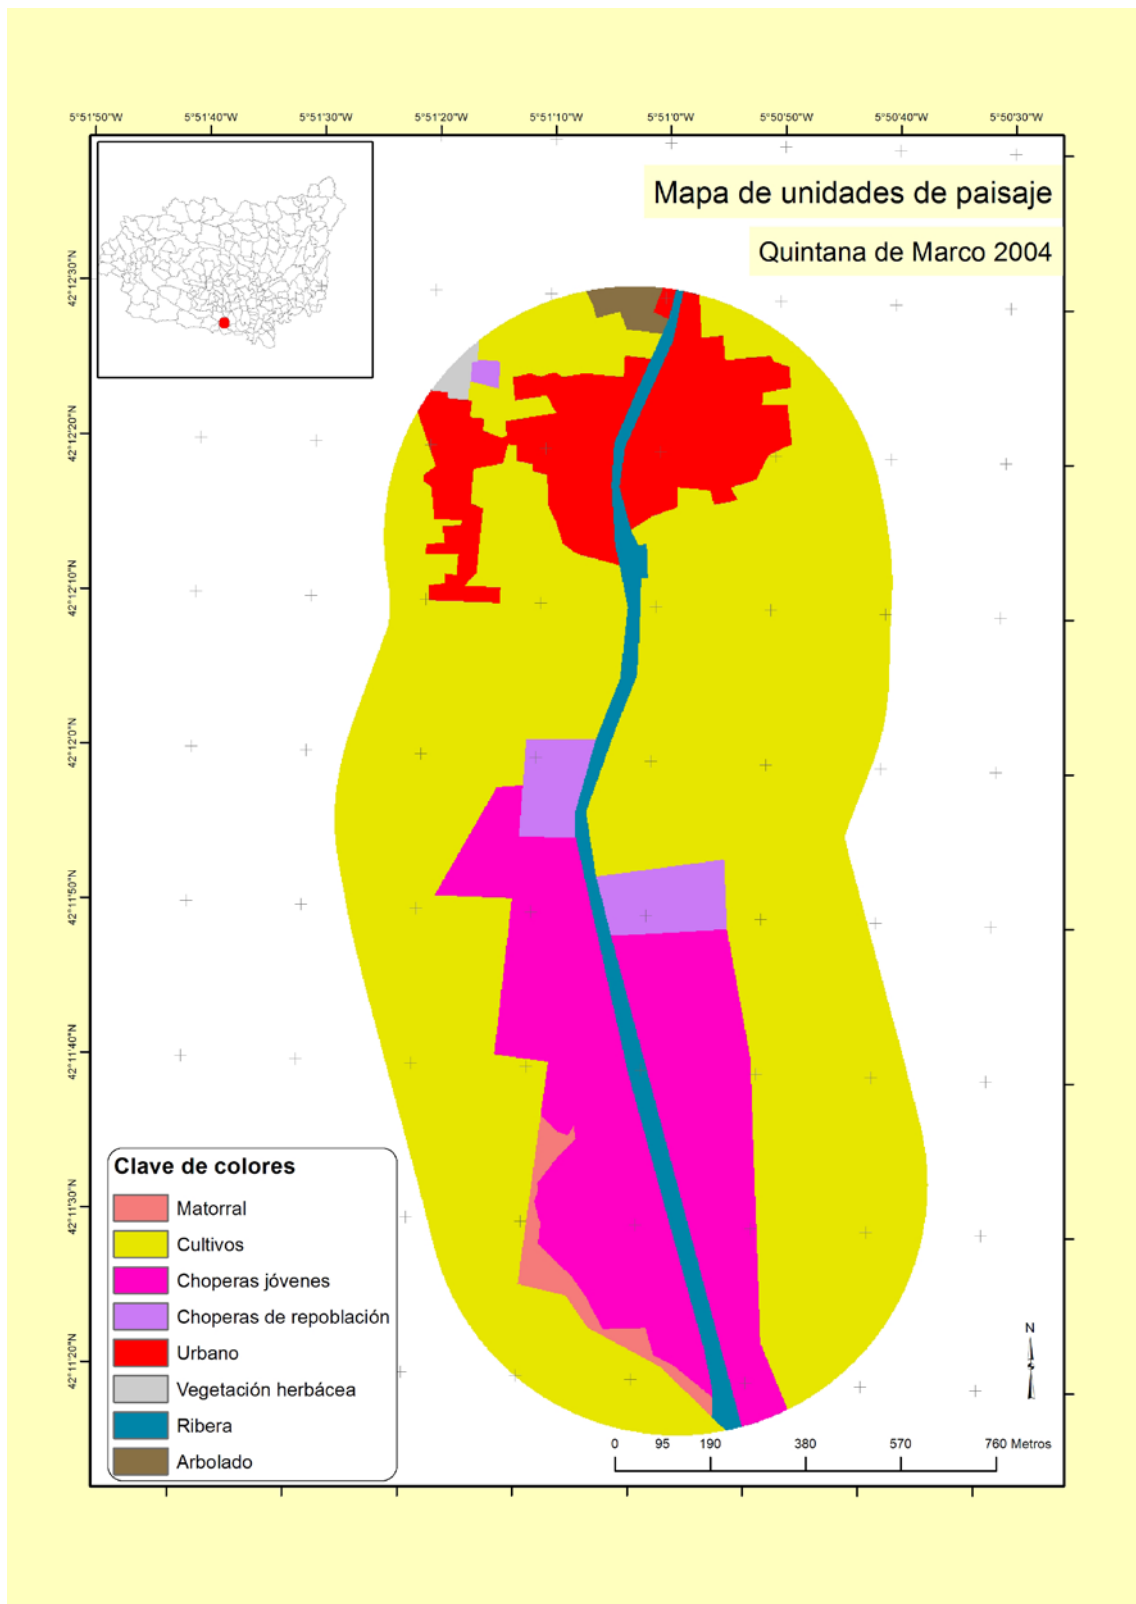 5°51'50"W 5°51'40"W 5°51'30"W 5°51'20"W 5°51'10"W 5°51'0"W 5°50'50"W 5°50'40"W 5°50'30"W
Mapa de unidades de paisaje
Quintana de Marco 2004
42°12'30"N
42°12'20"N
42°12'10"N
42°12'0"N
42°11'50"N
42°11'40"N
42°11'30"N
42°11'20"N
Clave de colores
Matorral
Cultivos
Choperas jóvenes
Choperas de repoblación
Urbano
Vegetación herbácea
Ribera
Arbolado
N
0 95 190 380 570 760 Metros